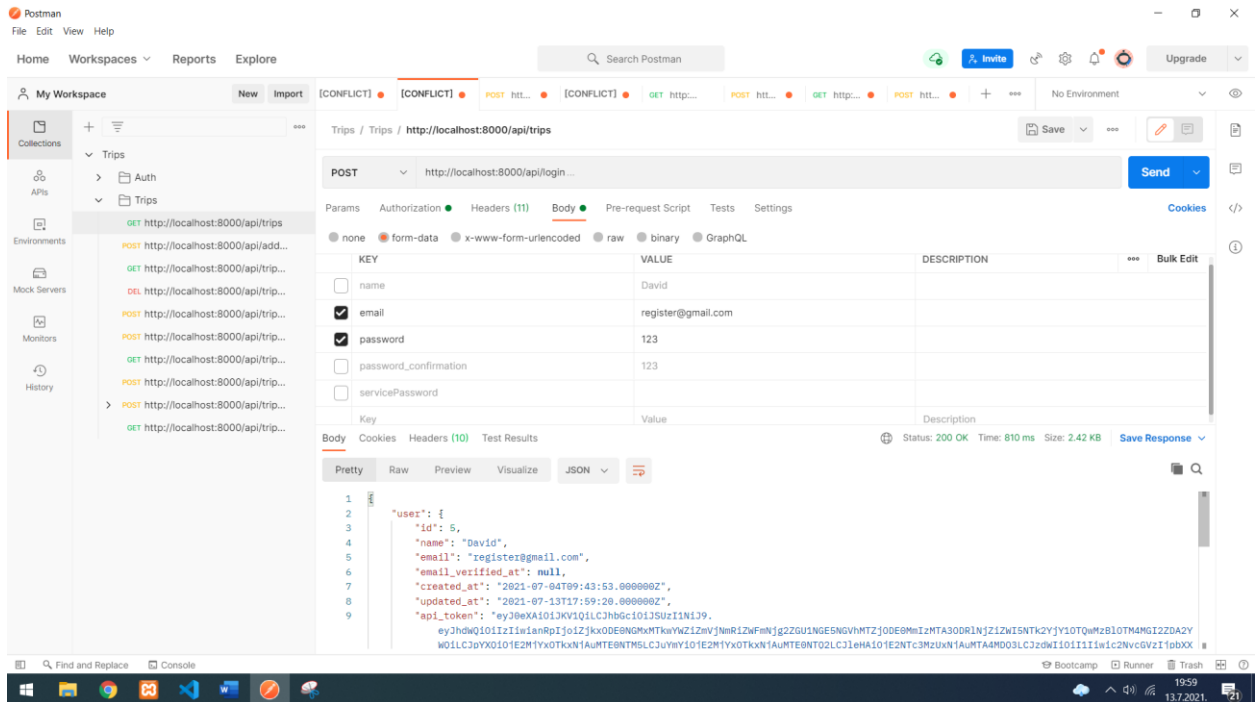 Postman
File Edit View Help
Home Workspaces Reports Explore Search Postman Invite Upgrade
My Workspace New Import [CONFLICT] [CONFLICT] POST htt... [CONFLICT] GET http:... POST htt... GET http:... POST htt... No Environment
Collections
APIs
Environments
Mock Servers
Monitors
History
Trips
Auth
Trips
GET http://localhost:8000/api/trips
POST http://localhost:8000/api/add...
GET http://localhost:8000/api/trip...
DEL http://localhost:8000/api/trip...
POST http://localhost:8000/api/trip...
POST http://localhost:8000/api/trip...
GET http://localhost:8000/api/trip...
POST http://localhost:8000/api/trip...
POST http://localhost:8000/api/trip...
GET http://localhost:8000/api/trip...
Trips / Trips / http://localhost:8000/api/trips Save
POST http://localhost:8000/api/login... Send
Params Authorization Headers (11) Body Pre-request Script Tests Settings Cookies
none form-data x-www-form-urlencoded raw binary GraphQL
KEY VALUE DESCRIPTION Bulk Edit
name David
email register@gmail.com
password 123
password_confirmation 123
servicePassword
Key Value Description
Body Cookies Headers (10) Test Results Status: 200 OK Time: 810 ms Size: 2.42 KB Save Response
Pretty Raw Preview Visualize JSON
1 {
2 "user": {
3 "id": 5,
4 "name": "David",
5 "email": "register@gmail.com",
6 "email_verified_at": null,
7 "created_at": "2021-07-04T09:43:53.000000Z",
8 "updated_at": "2021-07-13T17:59:20.000000Z",
9 "api_token": "eyJ0eXAiOiJKV1QiLCJhbGciOiJSUzI1NiJ9.
Find and Replace Console Bootcamp Runner Trash
19:59
13.7.2021.
21